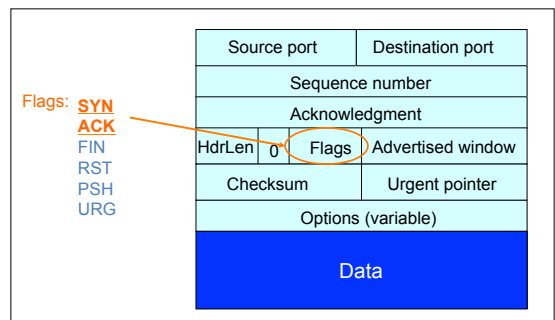 Source port Destination port
Sequence number
Flags: SYN
Acknowledgment
ACK
HdrLen 0 Flags Advertised window
FIN
RST
Checksum Urgent pointer
PSH
URG
Options (variable)
Data